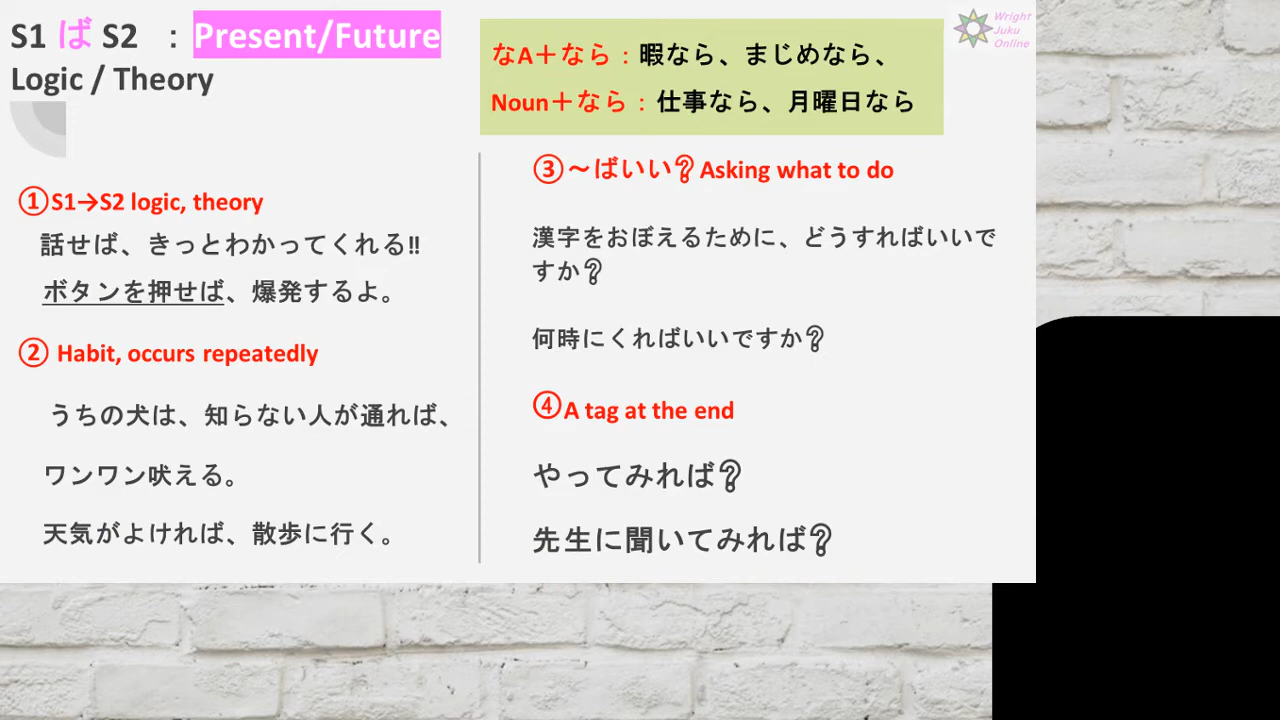 S1 ば S2 : Present/Future
Logic / Theory
なA＋なら：暇なら、まじめなら、
Noun＋なら：仕事なら、月曜日なら
Wright
Juku
Online
①S1→S2 logic, theory
話せば、きっとわかってくれる!!
ボタンを押せば、爆発するよ。
② Habit, occurs repeatedly
うちの犬は、知らない人が通れば、
ワンワン吠える。
天気がよければ、散歩に行く。
③～ばいい？Asking what to do
漢字をおぼえるために、どうすればいいで
すか？
何時にくればいいですか？
④A tag at the end
やってみれば？
先生に聞いてみれば？